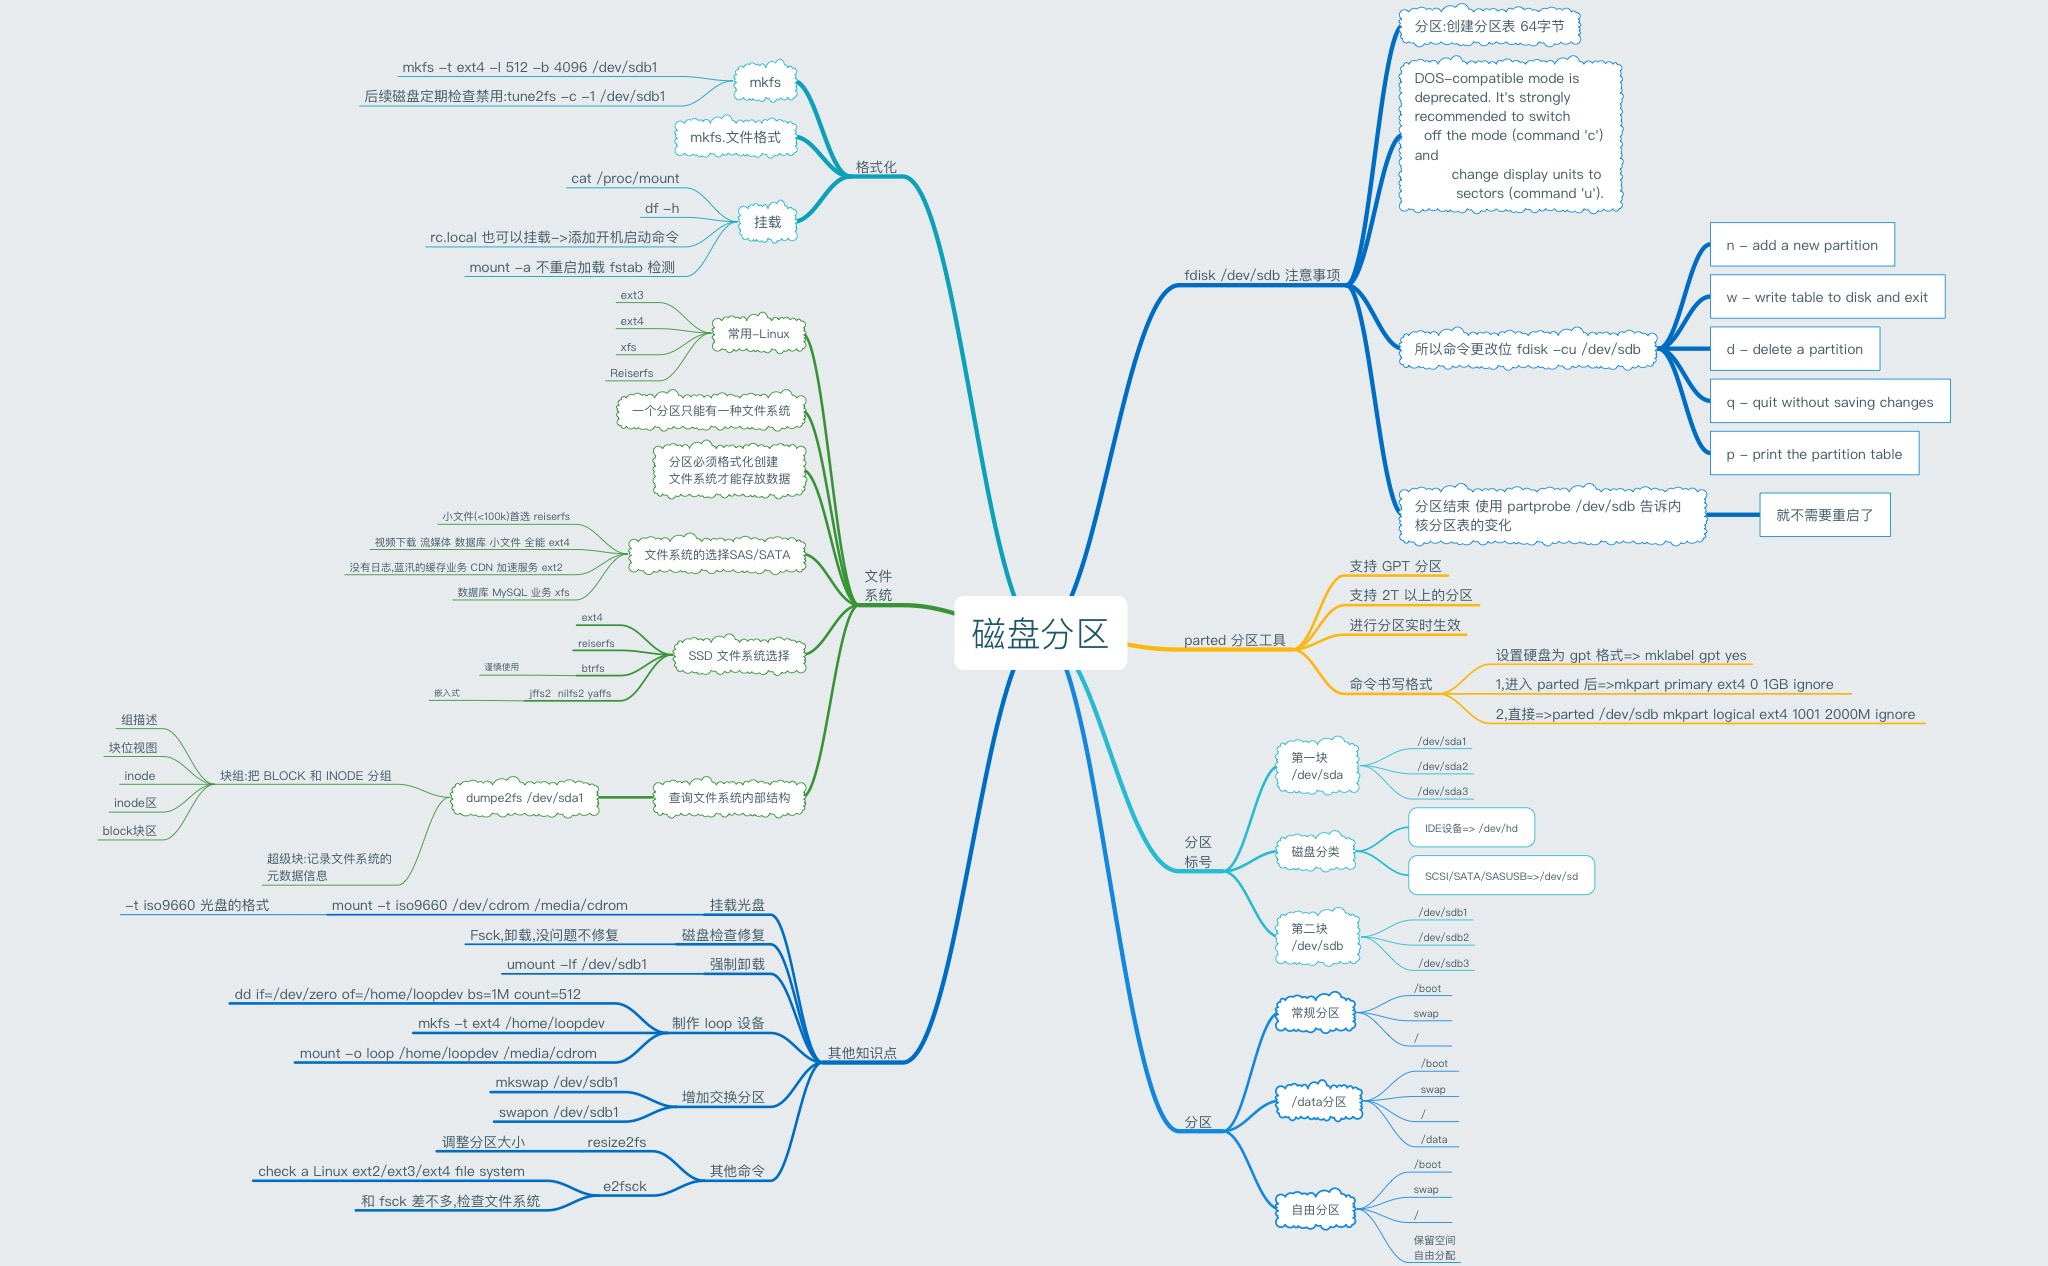 磁盘分区
fdisk /dev/sdb 注意事项
分区:创建分区表 64字节
DOS-compatible mode is
deprecated. It's strongly
recommended to switch
off the mode (command 'c')
and
change display units to
sectors (command 'u').
所以命令更改位 fdisk -cu /dev/sdb
n - add a new partition
w - write table to disk and exit
d - delete a partition
q - quit without saving changes
p - print the partition table
分区结束 使用 partprobe /dev/sdb 告诉内
核分区表的变化
就不需要重启了
parted 分区工具
支持 GPT 分区
支持 2T 以上的分区
进行分区实时生效
命令书写格式
设置硬盘为 gpt 格式=> mklabel gpt yes
1,进入 parted 后=>mkpart primary ext4 0 1GB ignore
2,直接=>parted /dev/sdb mkpart logical ext4 1001 2000M ignore
分区
标号
第一块
/dev/sda
/dev/sda1
/dev/sda2
/dev/sda3
磁盘分类
IDE设备=> /dev/hd
SCSI/SATA/SASUSB=>/dev/sd
第二块
/dev/sdb
/dev/sdb1
/dev/sdb2
/dev/sdb3
分区
常规分区
/boot
swap
/
/data分区
/boot
swap
/
/data
自由分区
/boot
swap
/
保留空间
自由分配
格式化
mkfs
mkfs -t ext4 -l 512 -b 4096 /dev/sdb1
后续磁盘定期检查禁用:tune2fs -c -1 /dev/sdb1
mkfs.文件格式
挂载
cat /proc/mount
df -h
rc.local 也可以挂载->添加开机启动命令
mount -a 不重启加载 fstab 检测
文件
系统
常用-Linux
ext3
ext4
xfs
Reiserfs
一个分区只能有一种文件系统
分区必须格式化创建
文件系统才能存放数据
文件系统的选择SAS/SATA
小文件(<100k)首选 reiserfs
视频下载 流媒体 数据库 小文件 全能 ext4
没有日志,蓝汛的缓存业务 CDN 加速服务 ext2
数据库 MySQL 业务 xfs
SSD 文件系统选择
ext4
reiserfs
btrfs
谨慎使用
jffs2 nilfs2 yaffs
嵌入式
查询文件系统内部结构
dumpe2fs /dev/sda1
块组:把 BLOCK 和 INODE 分组
组描述
块位视图
inode
inode区
block块区
超级块:记录文件系统的
元数据信息
其他知识点
挂载光盘
mount -t iso9660 /dev/cdrom /media/cdrom
-t iso9660 光盘的格式
磁盘检查修复
Fsck,卸载,没问题不修复
强制卸载
umount -lf /dev/sdb1
制作 loop 设备
dd if=/dev/zero of=/home/loopdev bs=1M count=512
mkfs -t ext4 /home/loopdev
mount -o loop /home/loopdev /media/cdrom
增加交换分区
mkswap /dev/sdb1
swapon /dev/sdb1
其他命令
resize2fs
调整分区大小
e2fsck
check a Linux ext2/ext3/ext4 file system
和 fsck 差不多,检查文件系统